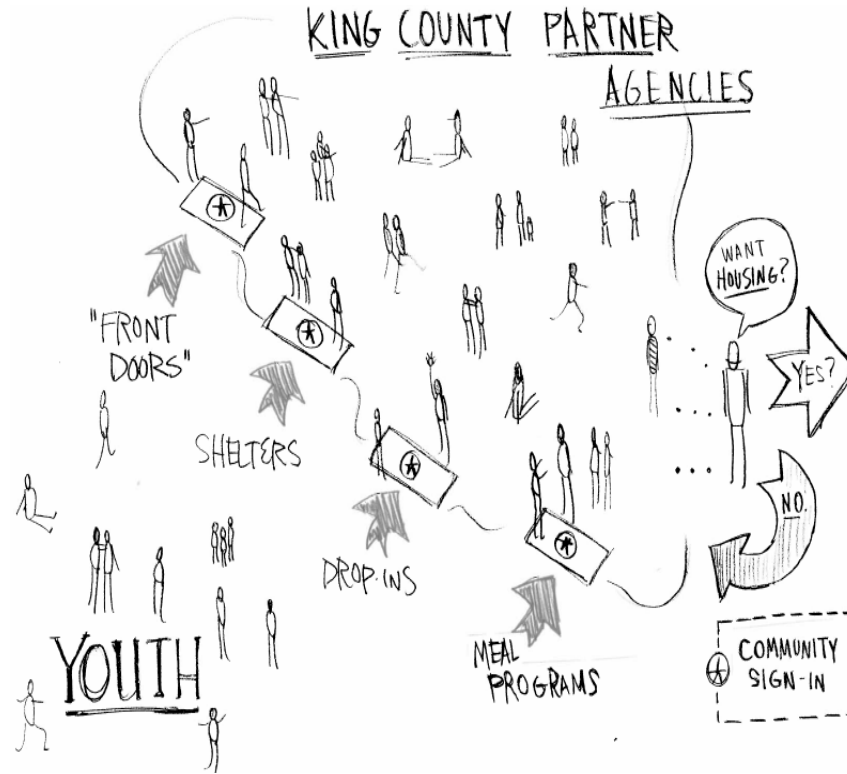 KING COUNTY PARTNER
AGENCIES
WANT
HOUSING?
YES?
NO.
"FRONT
DOORS"
SHELTERS
DROP-INS
MEAL
PROGRAMS
YOUTH
COMMUNITY
SIGN-IN